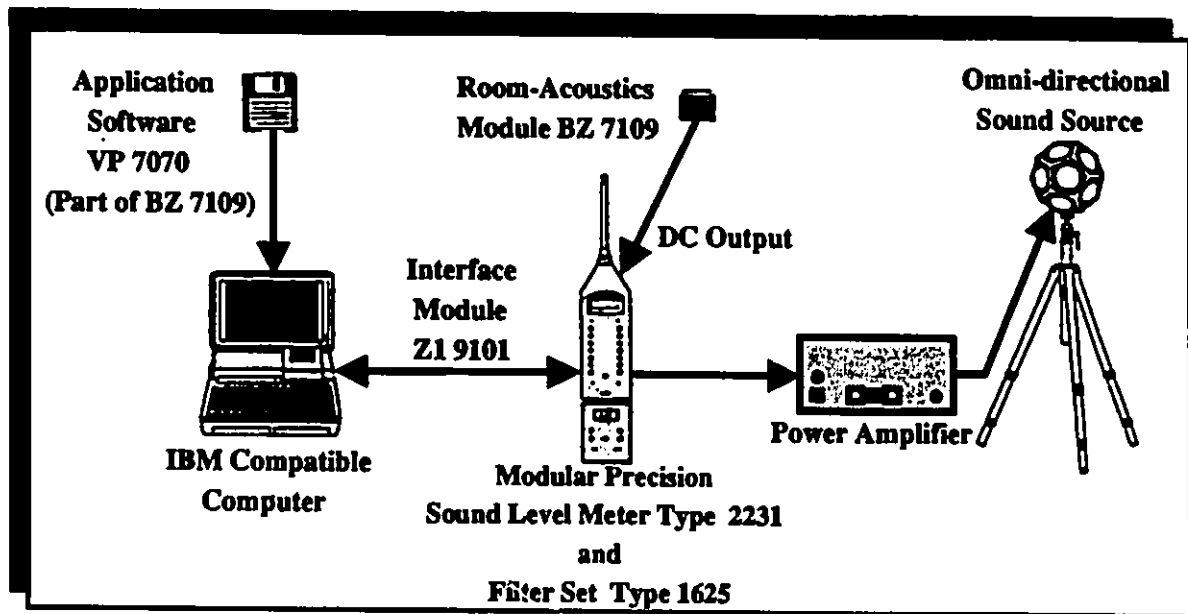 Application
Software
VP 7070
(Part of BZ 7109)
Room-Acoustics
Module BZ 7109
Omni-directional
Sound Source
DC Output
Interface
Module
Z1 9101
Power Amplifier
IBM Compatible
Computer
Modular Precision
Sound Level Meter Type 2231
and
Filter Set Type 1625